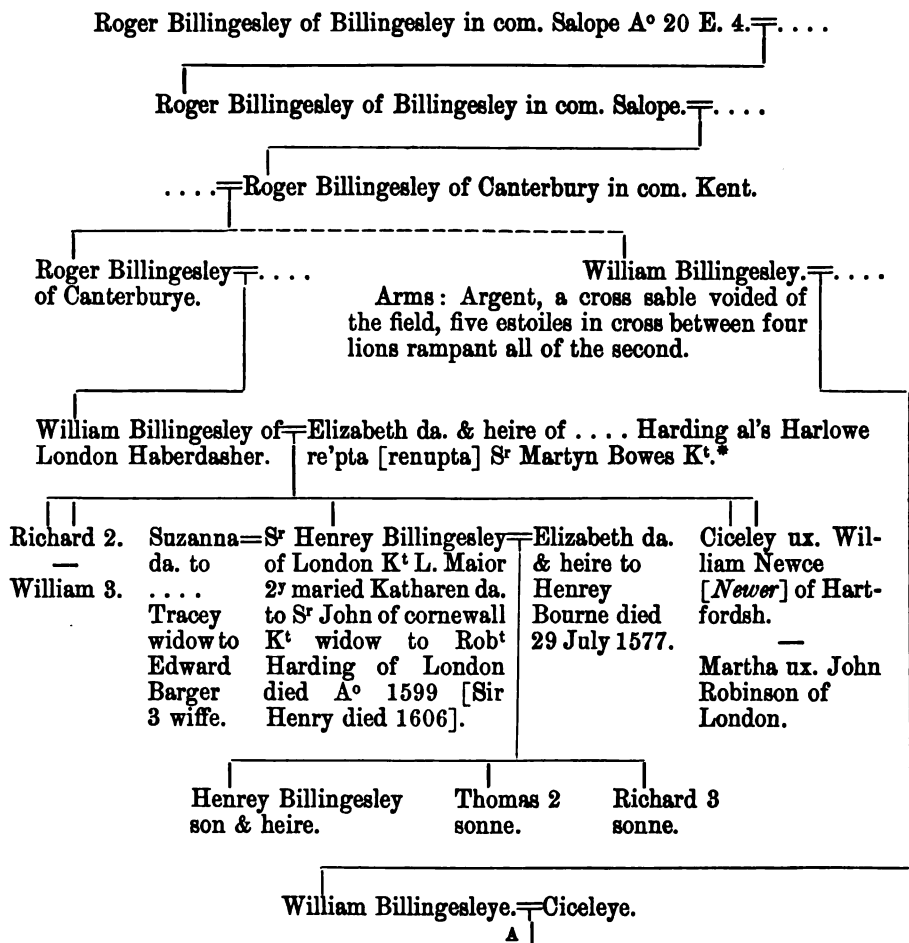 Roger Billingesley of Billingesley in com. Salope Aº 20 E. 4.=. . . .
Roger Billingesley of Billingesley in com. Salope.=. . . .
. . . .=Roger Billingesley of Canterbury in com. Kent.
Roger Billingesley=. . . .
of Canterburye.
William Billingesley.=. . . .
Arms: Argent, a cross sable voided of
the field, five estoiles in cross between four
lions rampant all of the second.
William Billingesley of=Elizabeth da. & heire of . . . . Harding al's Harlowe
London Haberdasher. re'pta [renupta] Sʳ Martyn Bowes Kᵗ.*
Richard 2.
—
William 3.
Suzanna=
da. to
. . . .
Tracey
widow to
Edward
Barger
3 wiffe.
Sʳ Henrey Billingesley=
of London Kᵗ L. Maior
2ʸ maried Katharen da.
to Sʳ John of cornewall
Kᵗ widow to Robᵗ
Harding of London
died Aº 1599 [Sir
Henry died 1606].
Elizabeth da.
& heire to
Henrey
Bourne died
29 July 1577.
Ciceley ux. Wil-
liam Newce
[Newer] of Hart-
fordsh.
—
Martha ux. John
Robinson of
London.
Henrey Billingesley
son & heire.
Thomas 2
sonne.
Richard 3
sonne.
William Billingesleye.=Ciceleye.
A